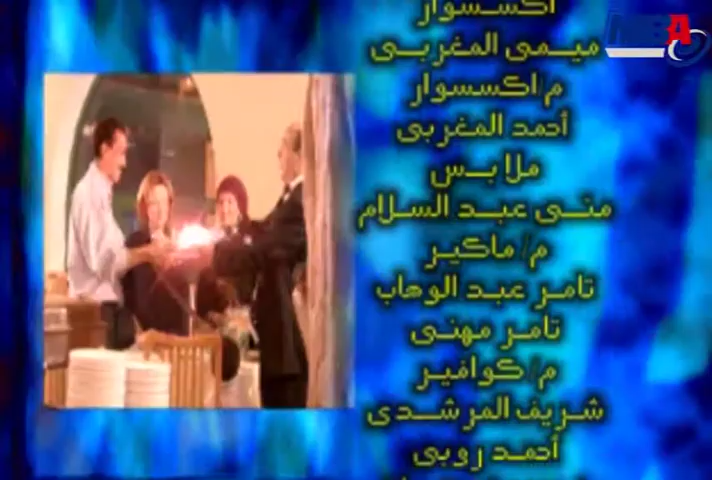 اكسسوار
ميمى المغربى
م/اكسسوار
أحمد المغربى
ملابس
منى عبد السلام
م/ماكير
تامر عبد الوهاب
تامر مهنى
م/كوافير
شريف المرشدى
أحمد روبى